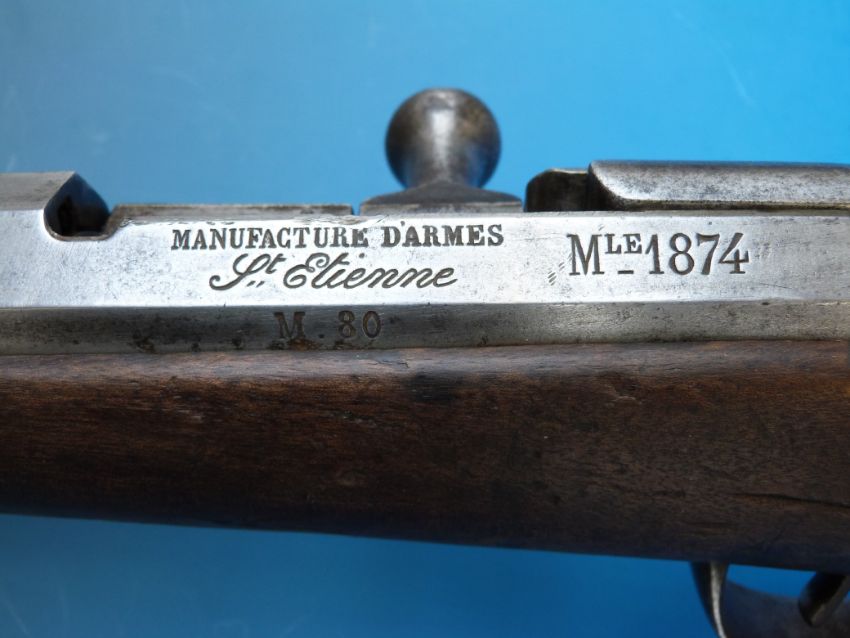 MANUFACTURE D'ARMES
St. Etienne
MLE 1874
M. 80